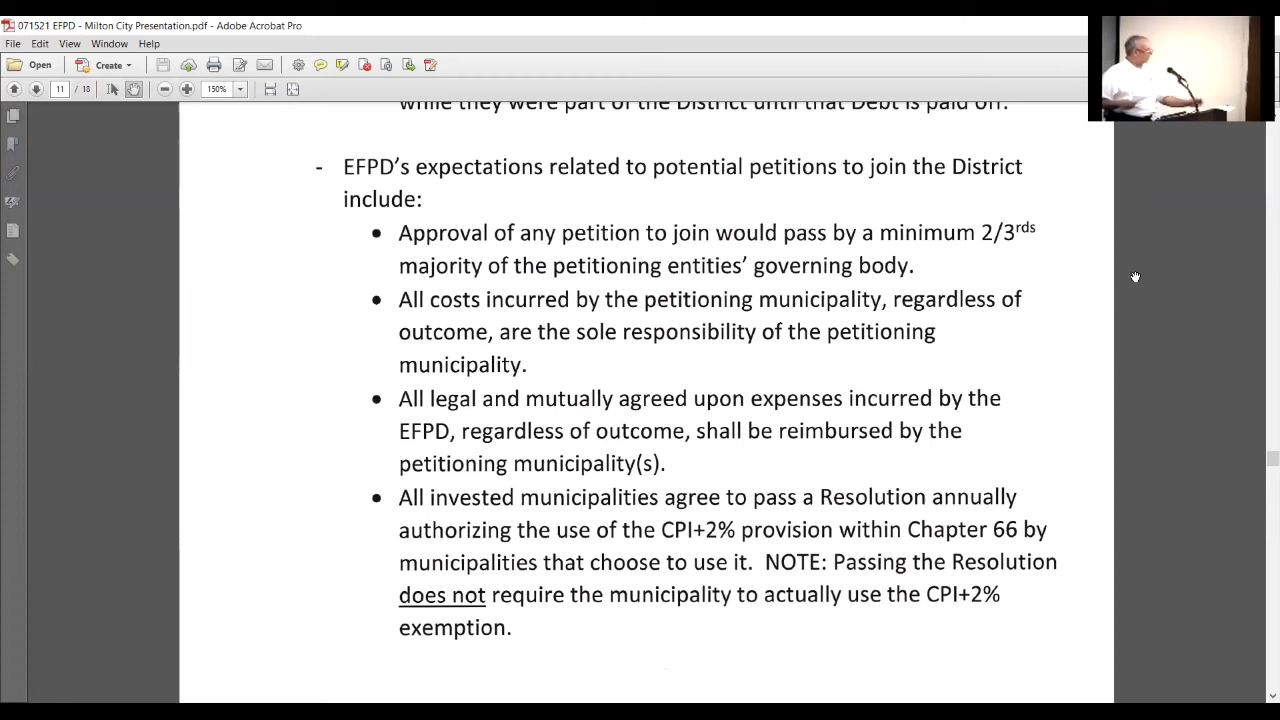 071521 EFPD - Milton City Presentation.pdf - Adobe Acrobat Pro
File Edit View Window Help
Open Create
11 / 18 150%
while they were part of the District until that Debt is paid off.
- EFPD’s expectations related to potential petitions to join the District
include:
• Approval of any petition to join would pass by a minimum 2/3rds
majority of the petitioning entities’ governing body.
• All costs incurred by the petitioning municipality, regardless of
outcome, are the sole responsibility of the petitioning
municipality.
• All legal and mutually agreed upon expenses incurred by the
EFPD, regardless of outcome, shall be reimbursed by the
petitioning municipality(s).
• All invested municipalities agree to pass a Resolution annually
authorizing the use of the CPI+2% provision within Chapter 66 by
municipalities that choose to use it. NOTE: Passing the Resolution
does not require the municipality to actually use the CPI+2%
exemption.